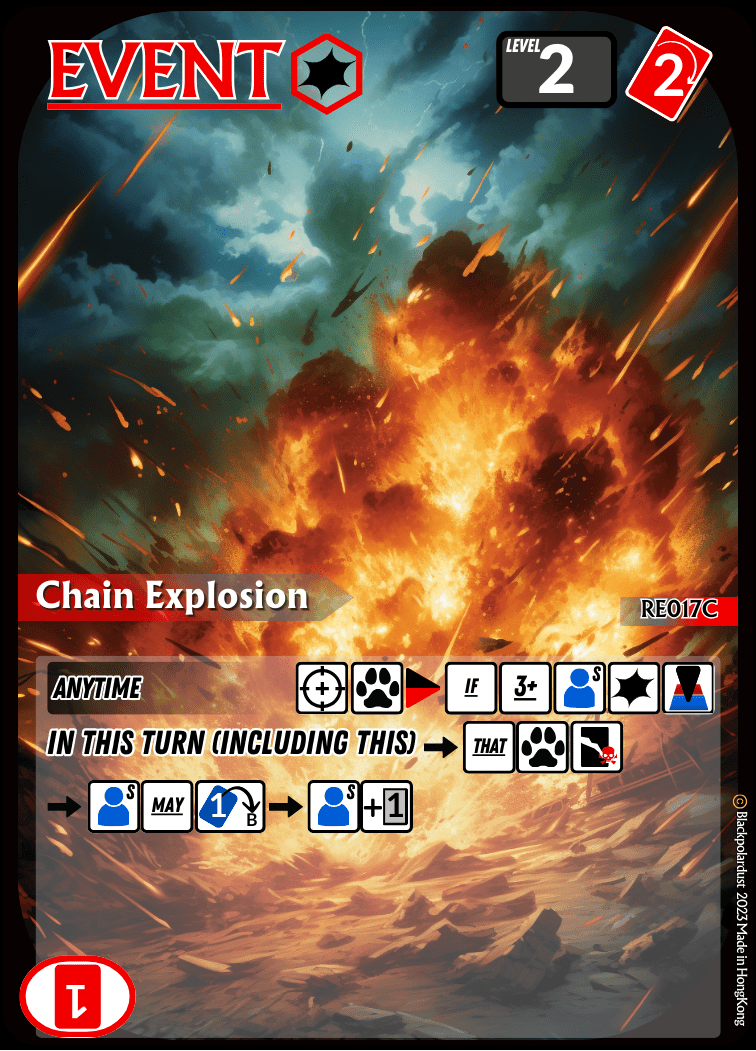 EVENT
LEVEL 2
2
Chain Explosion
RE017C
ANYTIME IF 3+ S
IN THIS TURN (INCLUDING THIS) THAT
S MAY 1 B S +1
1
© Blackpolardust 2023 Made in HongKong